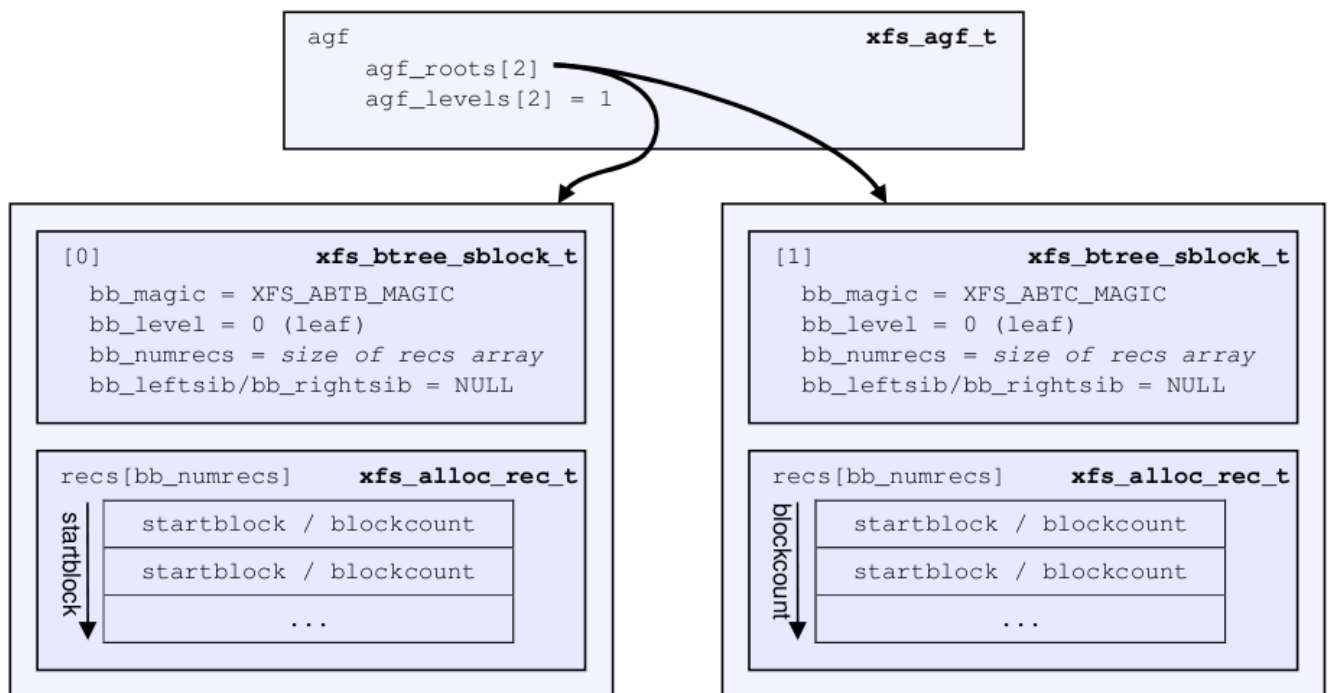 agf xfs_agf_t
agf_roots[2]
agf_levels[2] = 1
[0] xfs_btree_sblock_t
bb_magic = XFS_ABTB_MAGIC
bb_level = 0 (leaf)
bb_numrecs = size of recs array
bb_leftsib/bb_rightsib = NULL
recs[bb_numrecs] xfs_alloc_rec_t
startblock
startblock / blockcount
startblock / blockcount
...
[1] xfs_btree_sblock_t
bb_magic = XFS_ABTC_MAGIC
bb_level = 0 (leaf)
bb_numrecs = size of recs array
bb_leftsib/bb_rightsib = NULL
recs[bb_numrecs] xfs_alloc_rec_t
blockcount
startblock / blockcount
startblock / blockcount
...